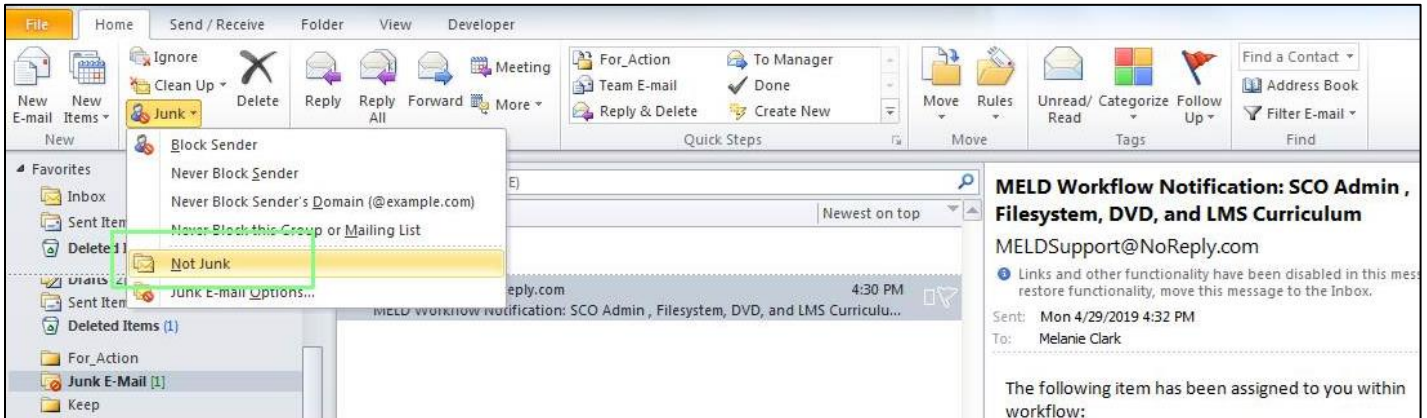 File Home Send / Receive Folder View Developer
New E-mail
New Items
Ignore
Clean Up
Junk
Delete
Reply
Reply All
Forward
Meeting
More
For_Action
Team E-mail
Reply & Delete
To Manager
Done
Create New
Move
Rules
Unread/ Read
Categorize
Follow Up
Find a Contact
Address Book
Filter E-mail
New
Quick Steps
Move
Tags
Find
Block Sender
Never Block Sender
Never Block Sender's Domain (@example.com)
Never Block this Group or Mailing List
Not Junk
Junk E-mail Options...
Favorites
Inbox
Sent Item
Deleted I
Drafts
Sent Item
Deleted Items (1)
For_Action
Junk E-Mail [1]
Keep
E)
Newest on top
eply.com 4:30 PM
MELD Workflow Notification: SCO Admin , Filesystem, DVD, and LMS Curriculu...
MELD Workflow Notification: SCO Admin ,
Filesystem, DVD, and LMS Curriculum
MELDSupport@NoReply.com
Links and other functionality have been disabled in this mess
restore functionality, move this message to the Inbox.
Sent: Mon 4/29/2019 4:32 PM
To: Melanie Clark
The following item has been assigned to you within
workflow: